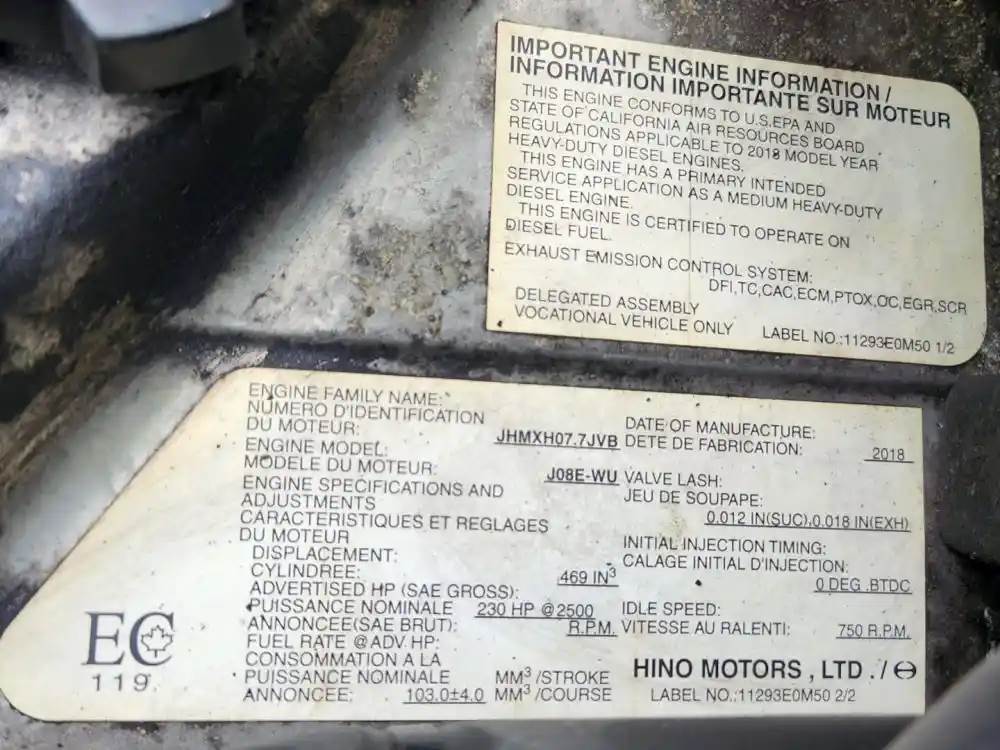 IMPORTANT ENGINE INFORMATION /
INFORMATION IMPORTANTE SUR MOTEUR
THIS ENGINE CONFORMS TO U.S.EPA AND
STATE OF CALIFORNIA AIR RESOURCES BOARD
REGULATIONS APPLICABLE TO 2018 MODEL YEAR
HEAVY-DUTY DIESEL ENGINES.
THIS ENGINE HAS A PRIMARY INTENDED
SERVICE APPLICATION AS A MEDIUM HEAVY-DUTY
DIESEL ENGINE.
THIS ENGINE IS CERTIFIED TO OPERATE ON
DIESEL FUEL.
EXHAUST EMISSION CONTROL SYSTEM:
DFI,TC,CAC,ECM,PTOX,OC,EGR,SCR
DELEGATED ASSEMBLY
VOCATIONAL VEHICLE ONLY LABEL NO.:11293E0M50 1/2
ENGINE FAMILY NAME:
NUMERO D'IDENTIFICATION
DU MOTEUR: JHMXH07.7JVB
ENGINE MODEL:
MODELE DU MOTEUR: J08E-WU
ENGINE SPECIFICATIONS AND
ADJUSTMENTS
CARACTERISTIQUES ET REGLAGES
DU MOTEUR
DISPLACEMENT:
CYLINDREE: 469 IN³
ADVERTISED HP (SAE GROSS):
PUISSANCE NOMINALE 230 HP @2500
ANNONCEE(SAE BRUT): R.P.M.
FUEL RATE @ADV HP:
CONSOMMATION A LA
PUISSANCE NOMINALE MM³ /STROKE
ANNONCEE: 103.0±4.0 MM³ /COURSE
DATE OF MANUFACTURE:
DETE DE FABRICATION: 2018
VALVE LASH:
JEU DE SOUPAPE:
0.012 IN(SUC),0.018 IN(EXH)
INITIAL INJECTION TIMING:
CALAGE INITIAL D'INJECTION:
0 DEG .BTDC
IDLE SPEED:
VITESSE AU RALENTI: 750 R.P.M.
HINO MOTORS , LTD . /
LABEL NO.:11293E0M50 2/2
EC
119